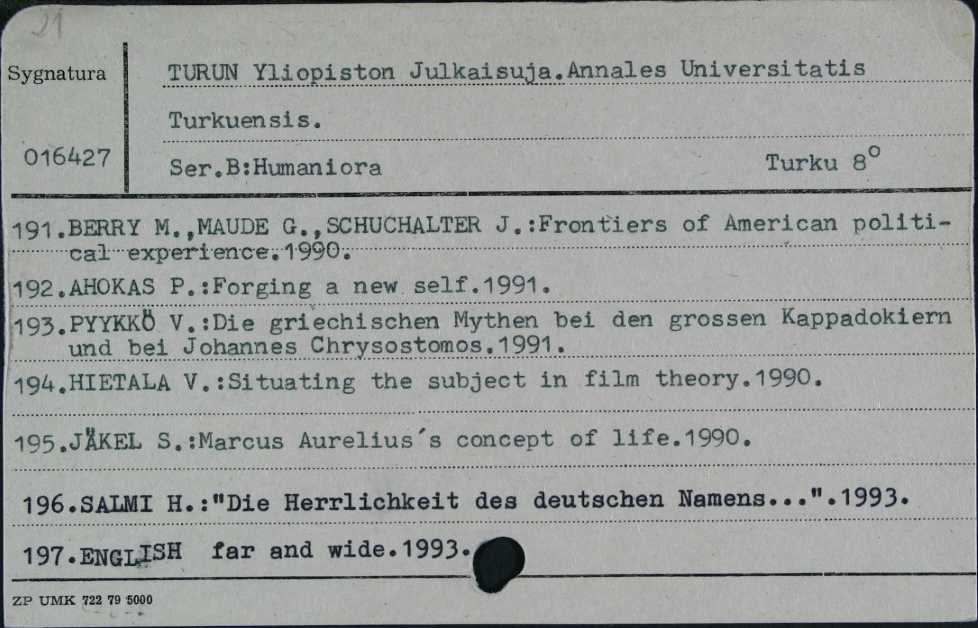 21
Sygnatura
TURUN Yliopiston Julkaisuja.Annales Universitatis
Turkuensis.
016427
Ser.B:Humaniora Turku 8°
191.BERRY M.,MAUDE G.,SCHUCHALTER J.:Frontiers of American politi-
cal experience.1990.
192.AHOKAS P.:Forging a new self.1991.
193.PYYKKÖ V.:Die griechischen Mythen bei den grossen Kappadokiern
und bei Johannes Chrysostomos.1991.
194.HIETALA V.:Situating the subject in film theory.1990.
195.JÄKEL S.:Marcus Aurelius´s concept of life.1990.
196.SALMI H.:"Die Herrlichkeit des deutschen Namens...".1993.
197.ENGLISH far and wide.1993.
ZP UMK 722 79 5000